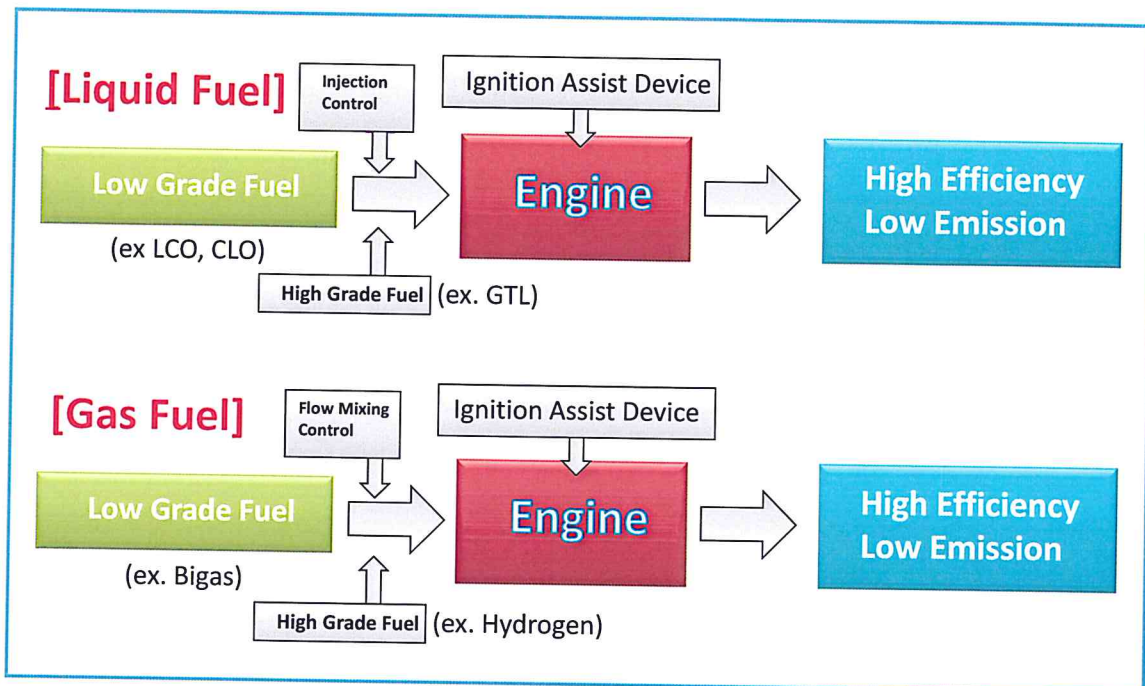 [Liquid Fuel]
Injection
Control
Ignition Assist Device
Low Grade Fuel
Engine
High Efficiency
Low Emission
(ex LCO, CLO)
High Grade Fuel (ex. GTL)
[Gas Fuel]
Flow Mixing
Control
Ignition Assist Device
Low Grade Fuel
Engine
High Efficiency
Low Emission
(ex. Bigas)
High Grade Fuel (ex. Hydrogen)